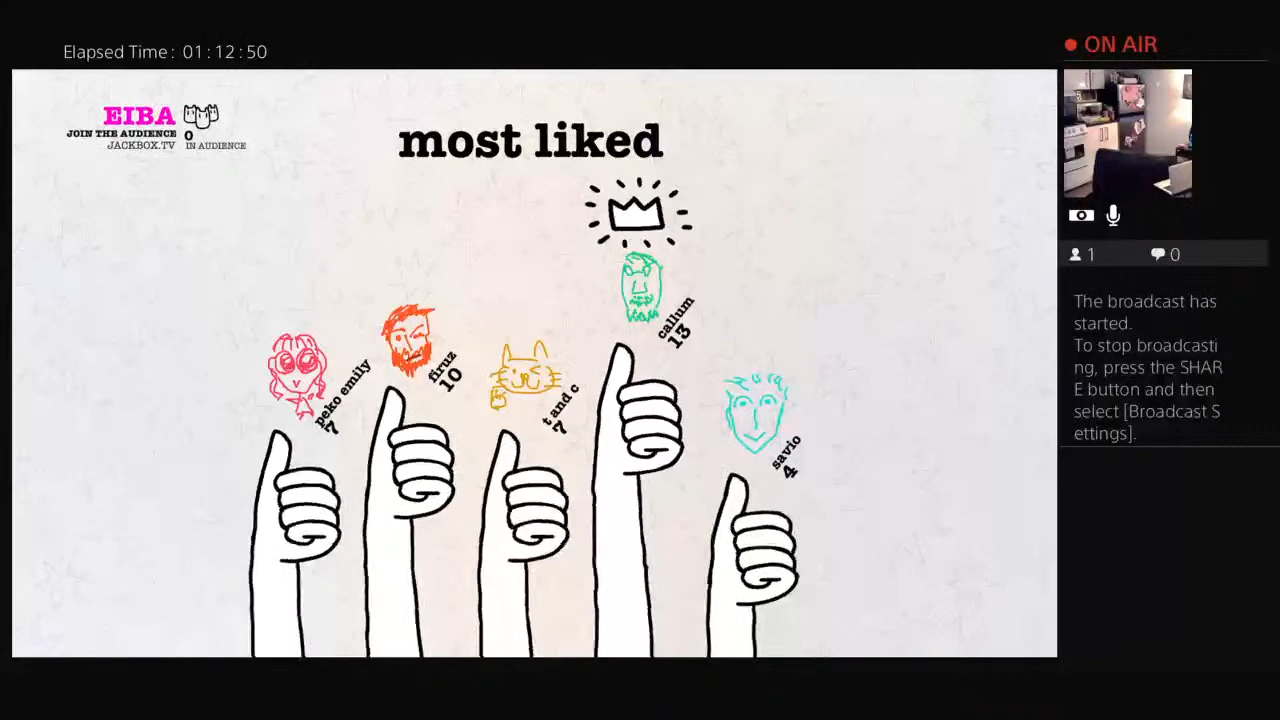 Elapsed Time: 01:12:50
ON AIR
EIBA
JOIN THE AUDIENCE 0
JACKBOX.TV IN AUDIENCE
most liked
peko emily
7
firuz
10
t and c
7
callum
13
savio
4
1 0
The broadcast has
started.
To stop broadcasti
ng, press the SHAR
E button and then
select [Broadcast S
ettings].